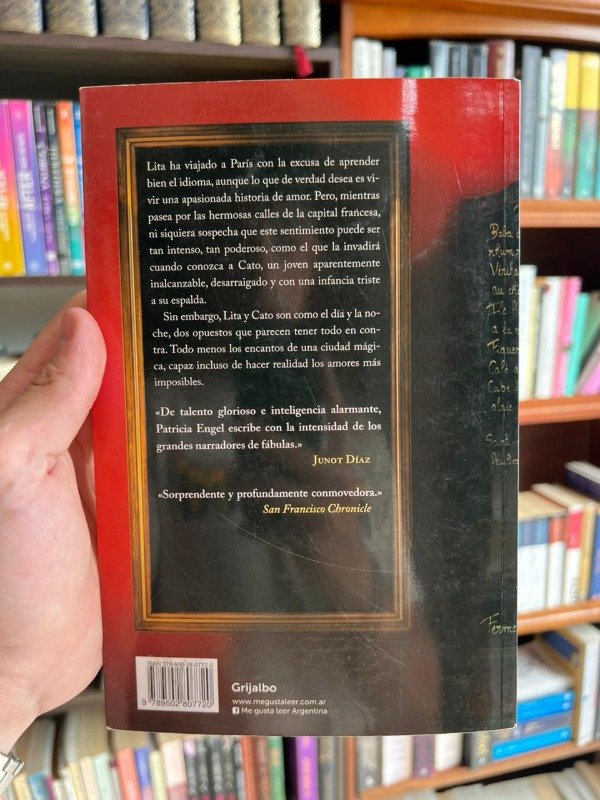 Lita ha viajado a París con la excusa de aprender
bien el idioma, aunque lo que de verdad desea es vi-
vir una apasionada historia de amor. Pero, mientras
pasea por las hermosas calles de la capital francesa,
ni siquiera sospecha que este sentimiento puede ser
tan intenso, tan poderoso, como el que la invadirá
cuando conozca a Cato, un joven aparentemente
inalcanzable, desarraigado y con una infancia triste
a su espalda.
Sin embargo, Lita y Cato son como el día y la no-
che, dos opuestos que parecen tener todo en con-
tra. Todo menos los encantos de una ciudad mági-
ca, capaz incluso de hacer realidad los amores más
imposibles.
«De talento glorioso e inteligencia alarmante,
Patricia Engel escribe con la intensidad de los
grandes narradores de fábulas.»
Junot Díaz
«Sorprendente y profundamente conmovedora.»
San Francisco Chronicle
9 789502 807720
Grijalbo
www.megustaleer.com.ar
Me gusta leer Argentina
Baba
a la